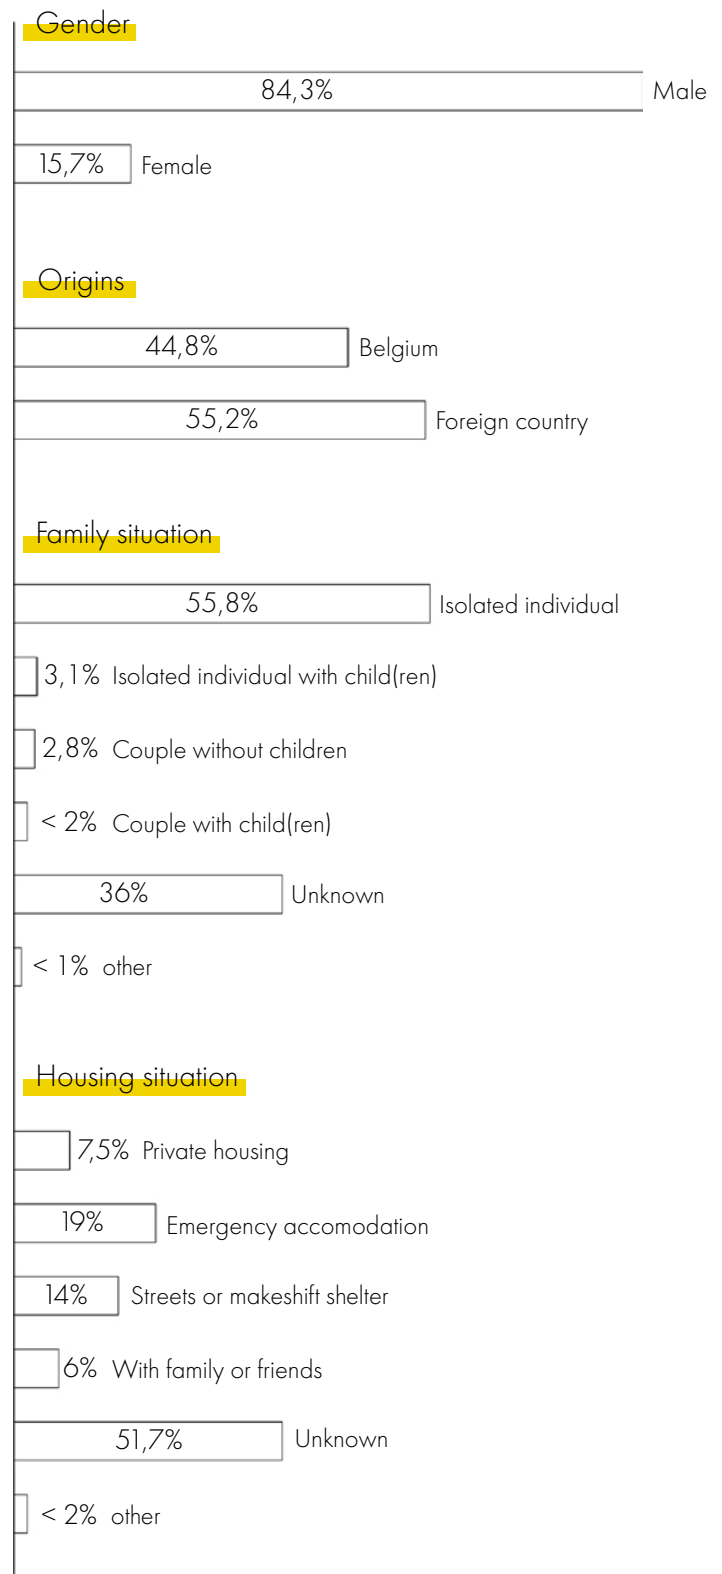 Gender
84,3% Male
15,7% Female
Origins
44,8% Belgium
55,2% Foreign country
Family situation
55,8% Isolated individual
3,1% Isolated individual with child(ren)
2,8% Couple without children
< 2% Couple with child(ren)
36% Unknown
< 1% other
Housing situation
7,5% Private housing
19% Emergency accomodation
14% Streets or makeshift shelter
6% With family or friends
51,7% Unknown
< 2% other